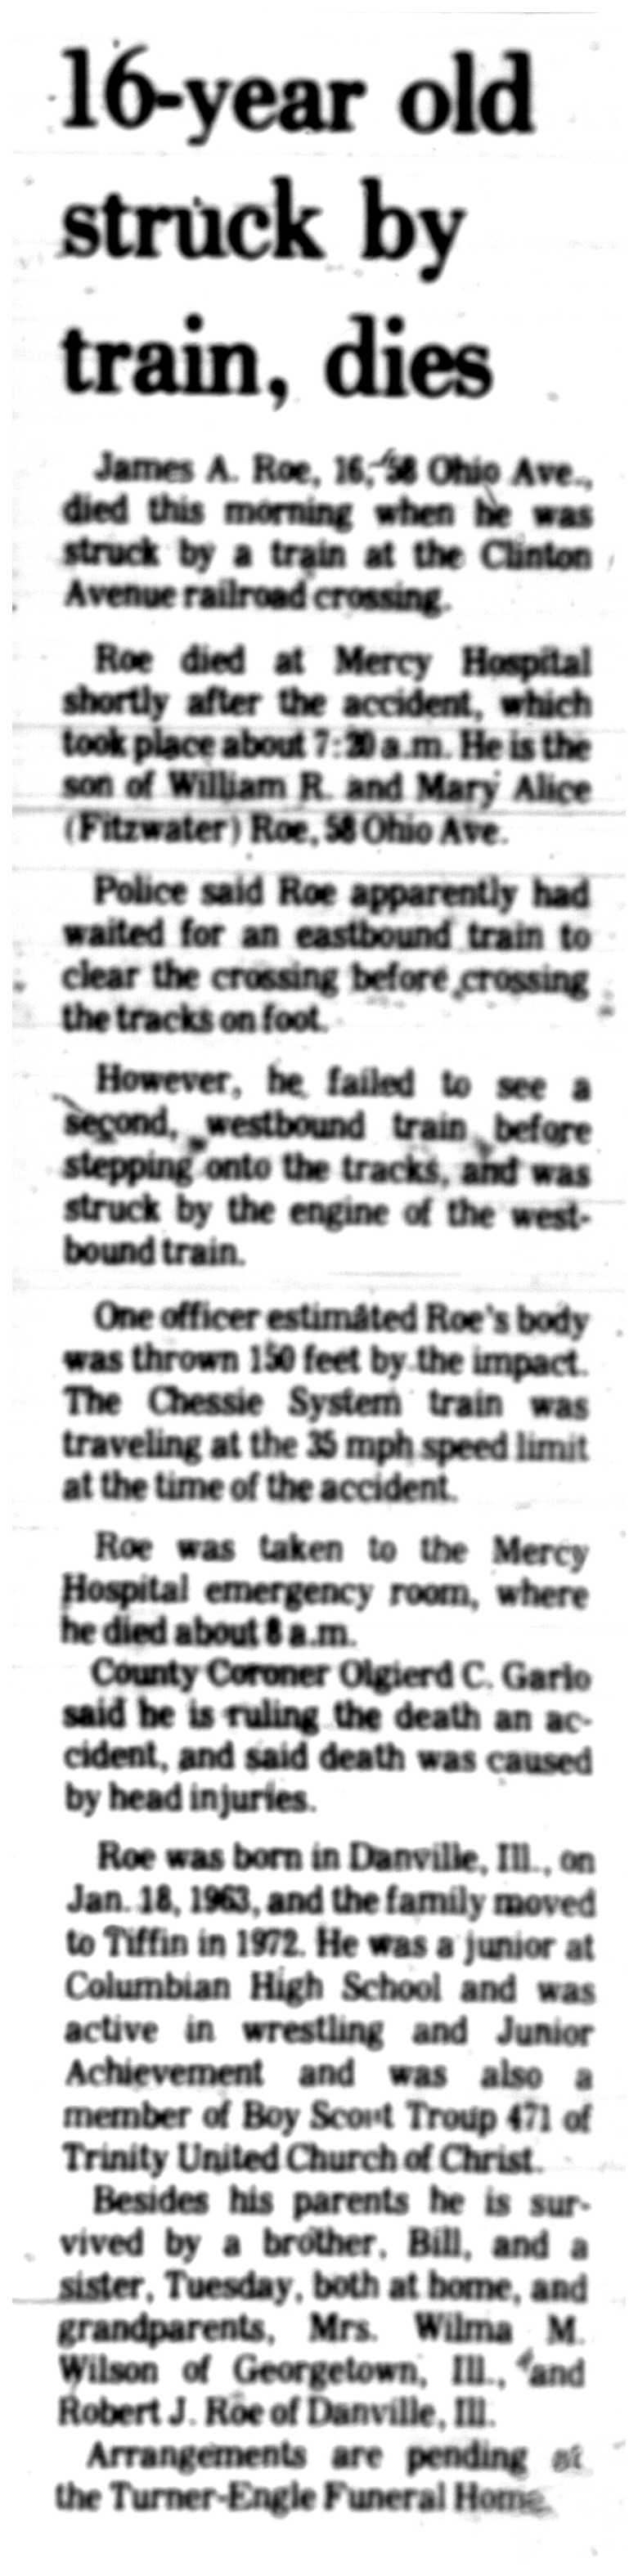 16-year old
struck by
train, dies
James A. Roe, 16, 58 Ohio Ave.,
died this morning when he was
struck by a train at the Clinton
Avenue railroad crossing.
Roe died at Mercy Hospital
shortly after the accident, which
took place about 7:20 a.m. He is the
son of William R. and Mary Alice
(Fitzwater) Roe, 58 Ohio Ave.
Police said Roe apparently had
waited for an eastbound train to
clear the crossing before crossing
the tracks on foot.
However, he failed to see a
second, westbound train before
stepping onto the tracks, and was
struck by the engine of the west-
bound train.
One officer estimated Roe's body
was thrown 150 feet by the impact.
The Chessie System train was
traveling at the 35 mph speed limit
at the time of the accident.
Roe was taken to the Mercy
Hospital emergency room, where
he died about 8 a.m.
County Coroner Olgierd C. Garlo
said he is ruling the death an ac-
cident, and said death was caused
by head injuries.
Roe was born in Danville, Ill., on
Jan. 18, 1963, and the family moved
to Tiffin in 1972. He was a junior at
Columbian High School and was
active in wrestling and Junior
Achievement and was also a
member of Boy Scout Troup 471 of
Trinity United Church of Christ.
Besides his parents he is sur-
vived by a brother, Bill, and a
sister, Tuesday, both at home, and
grandparents, Mrs. Wilma M.
Wilson of Georgetown, Ill., and
Robert J. Roe of Danville, Ill.
Arrangements are pending at
the Turner-Engle Funeral Home.